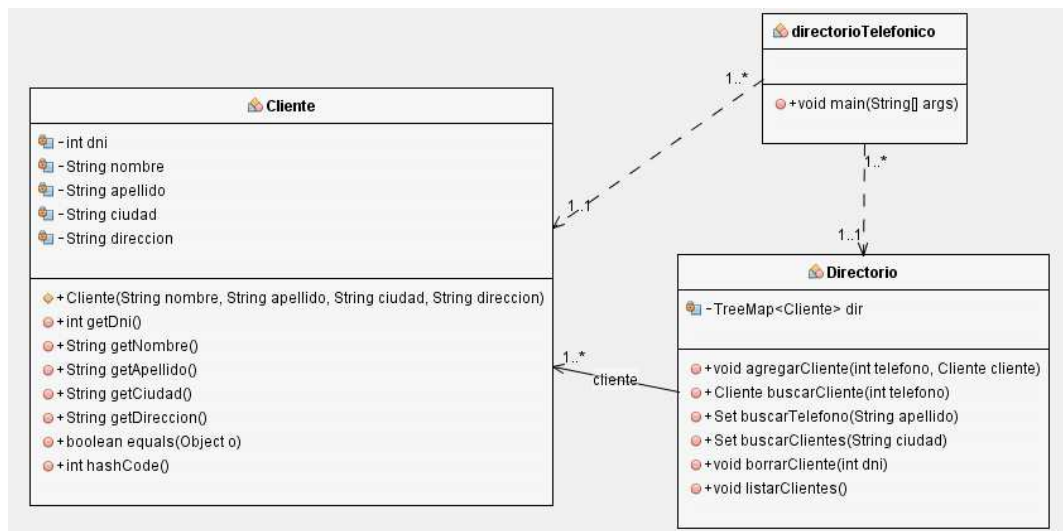 directorioTelefonico
+void main(String[] args)
1..*
1..1
1..*
1..1
Cliente
-int dni
-String nombre
-String apellido
-String ciudad
-String direccion
+Cliente(String nombre, String apellido, String ciudad, String direccion)
+int getDni()
+String getNombre()
+String getApellido()
+String getCiudad()
+String getDireccion()
+boolean equals(Object o)
+int hashCode()
1..*
cliente
Directorio
-TreeMap<Cliente> dir
+void agregarCliente(int telefono, Cliente cliente)
+Cliente buscarCliente(int telefono)
+Set buscarTelefono(String apellido)
+Set buscarClientes(String ciudad)
+void borrarCliente(int dni)
+void listarClientes()